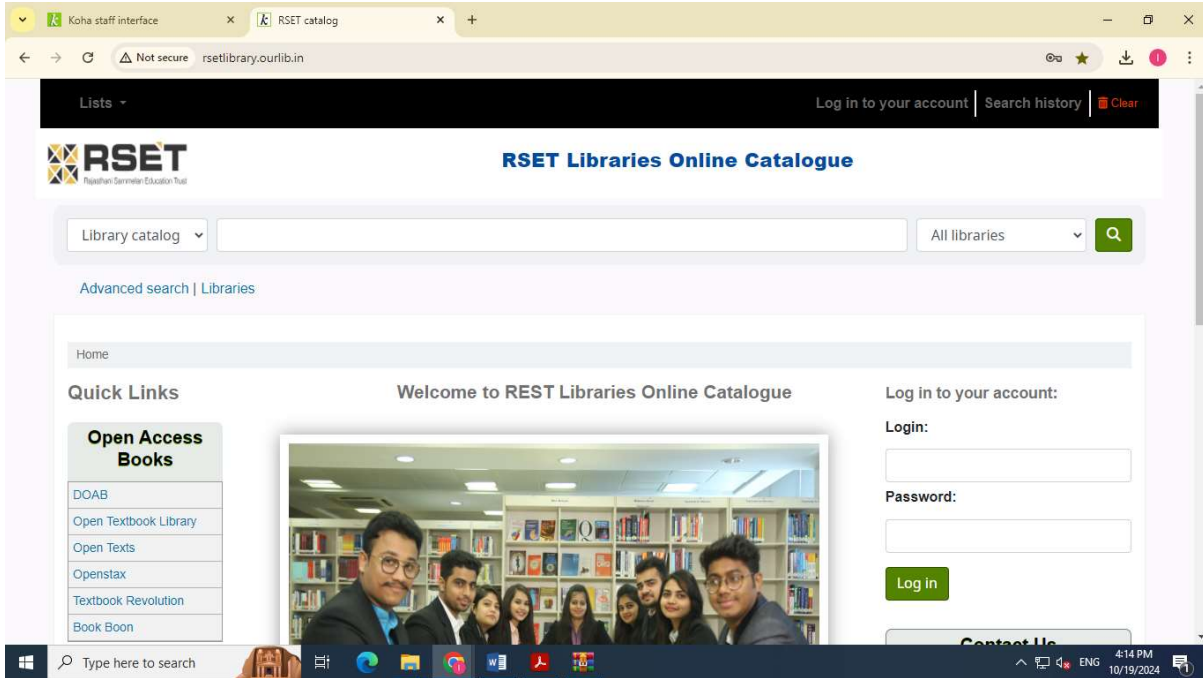 Koha staff interface
RSET catalog
Not secure rsetlibrary.ourlib.in
Lists
Log in to your account Search history Clear
RSET
Rajasthani Sammelan Education Trust
RSET Libraries Online Catalogue
Library catalog
All libraries
Advanced search | Libraries
Home
Quick Links
Open Access
Books
DOAB
Open Textbook Library
Open Texts
Openstax
Textbook Revolution
Book Boon
Welcome to REST Libraries Online Catalogue
Log in to your account:
Login:
Password:
Log in
Contact Us
Type here to search
ENG
4:14 PM
10/19/2024